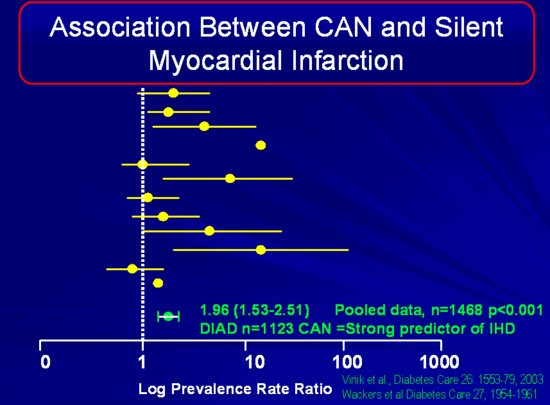 Association Between CAN and Silent
Myocardial Infarction
1.96 (1.53-2.51) Pooled data, n=1468 p<0.001
DIAD n=1123 CAN =Strong predictor of IHD
0 1 10 100 1000
Log Prevalence Rate Ratio
Vinik et al., Diabetes Care 26: 1553-79, 2003
Wackers et al Diabetes Care 27; 1954-1961